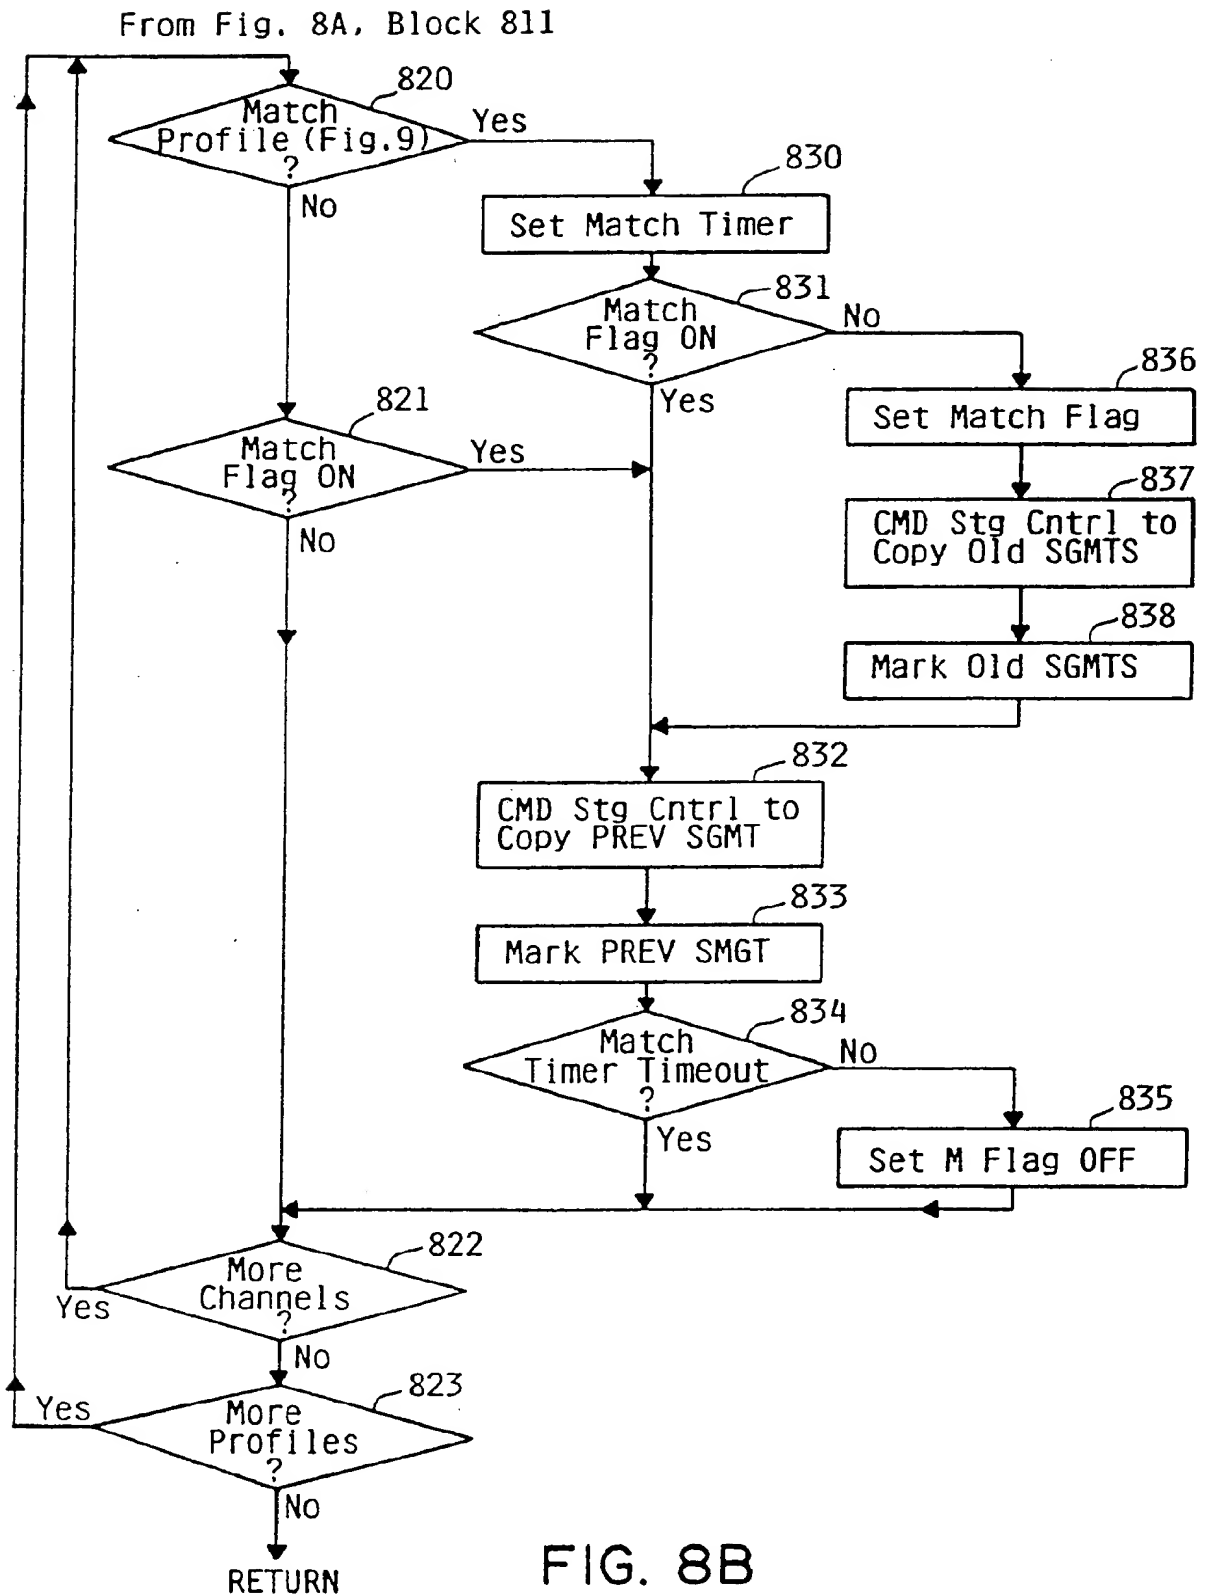 From Fig. 8A, Block 811
820
Match
Profile (Fig.9)
?
Yes
No
830
Set Match Timer
831
Match
Flag ON
?
No
Yes
836
Set Match Flag
821
Match
Flag ON
?
Yes
No
837
CMD Stg Cntrl to
Copy Old SGMTS
838
Mark Old SGMTS
832
CMD Stg Cntrl to
Copy PREV SGMT
833
Mark PREV SMGT
834
Match
Timer Timeout
?
No
Yes
835
Set M Flag OFF
822
More
Channels
?
Yes
No
823
More
Profiles
?
Yes
No
RETURN
FIG. 8B